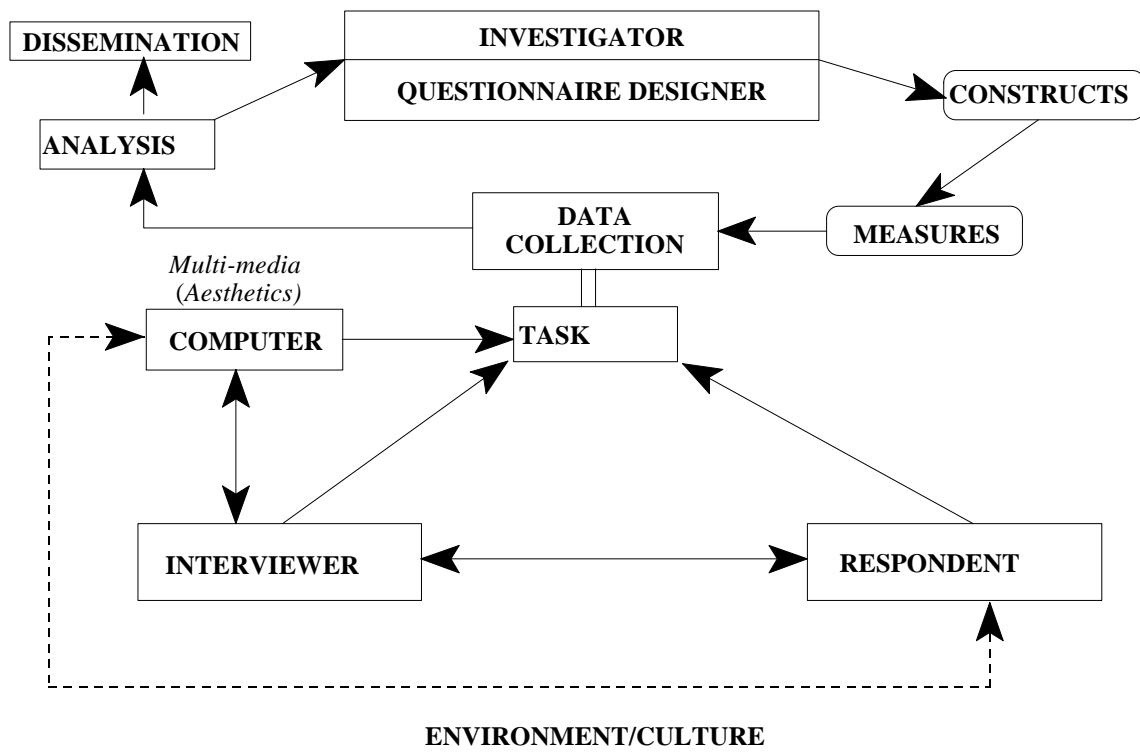 DISSEMINATION
INVESTIGATOR
QUESTIONNAIRE DESIGNER
CONSTRUCTS
ANALYSIS
DATA
COLLECTION
MEASURES
Multi-media
(Aesthetics)
COMPUTER
TASK
INTERVIEWER
RESPONDENT
ENVIRONMENT/CULTURE